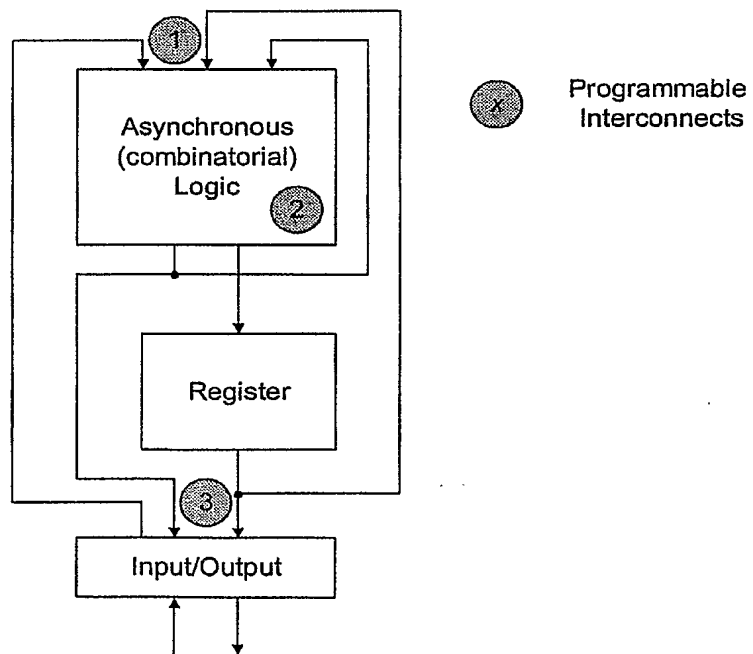 1
x
Programmable
Interconnects
Asynchronous
(combinatorial)
Logic
2
Register
3
Input/Output